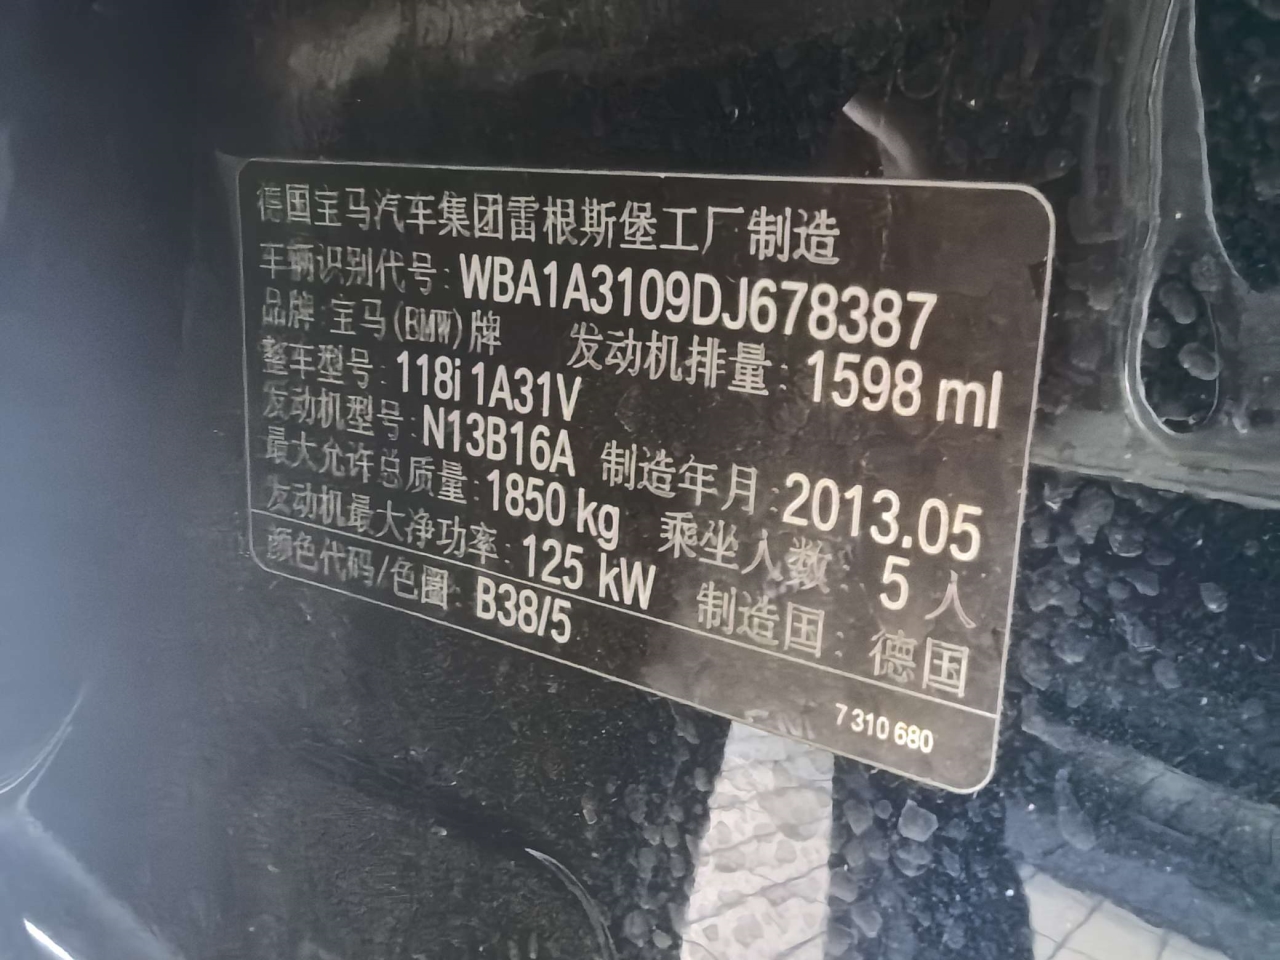 德国宝马汽车集团雷根斯堡工厂制造
车辆识别代号: WBA1A3109DJ678387
品牌: 宝马(BMW)牌 发动机排量: 1598 ml
整车型号: 118i 1A31V
发动机型号: N13B16A 制造年月: 2013.05
最大允许总质量: 1850 kg 乘坐人数: 5 人
发动机最大净功率: 125 kW 制造国: 德国
颜色代码/色圈: B38/5
7 310 680